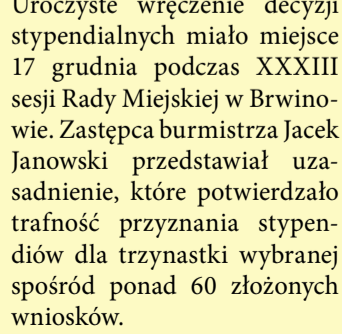 Uroczyste wręczenie decyzji
stypendialnych miało miejsce
17 grudnia podczas XXXIII
sesji Rady Miejskiej w Brwino-
wie. Zastępca burmistrza Jacek
Janowski przedstawiał uza-
sadnienie, które potwierdzało
trafność przyznania stypen-
diów dla trzynastki wybranej
spośród ponad 60 złożonych
wniosków.